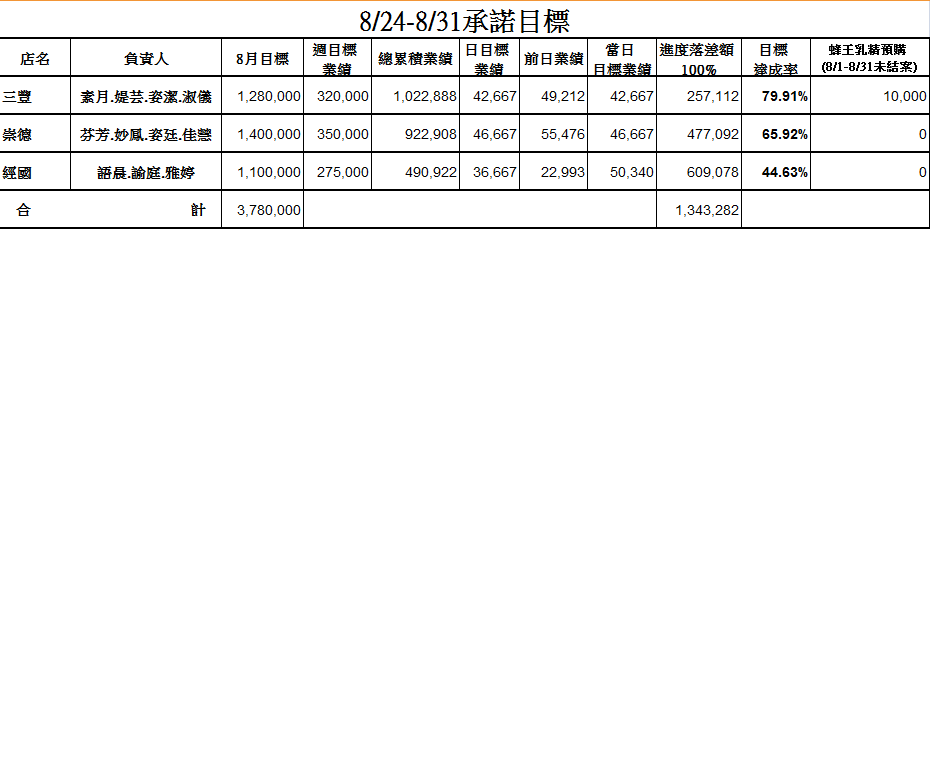 8/24-8/31承諾目標
店名 負責人 8月目標 週目標業績 總累積業績 日目標業績 前日業績 當日目標業績 進度落差額100% 目標達成率 蜂王乳精預購(8/1-8/31未結案)
三豐 素月.媞芸.姿潔.淑儀 1,280,000 320,000 1,022,888 42,667 49,212 42,667 257,112 79.91% 10,000
崇德 芬芳.妙鳳.姿廷.佳慧 1,400,000 350,000 922,908 46,667 55,476 46,667 477,092 65.92% 0
經國 語晨.諭庭.雅婷 1,100,000 275,000 490,922 36,667 22,993 50,340 609,078 44.63% 0
合 計 3,780,000 1,343,282